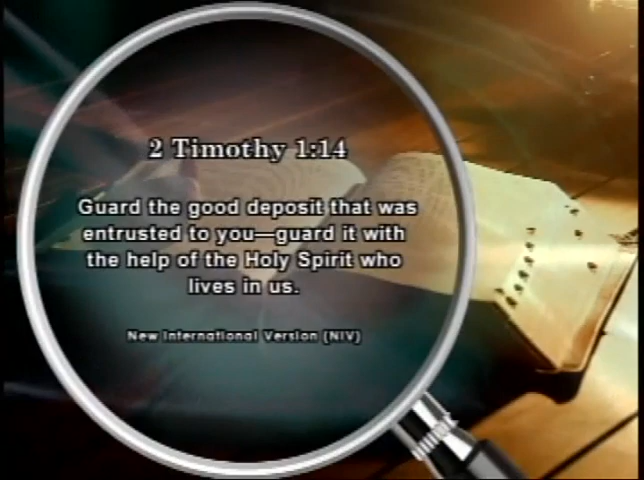 2 Timothy 1:14
Guard the good deposit that was
entrusted to you—guard it with
the help of the Holy Spirit who
lives in us.
New International Version (NIV)